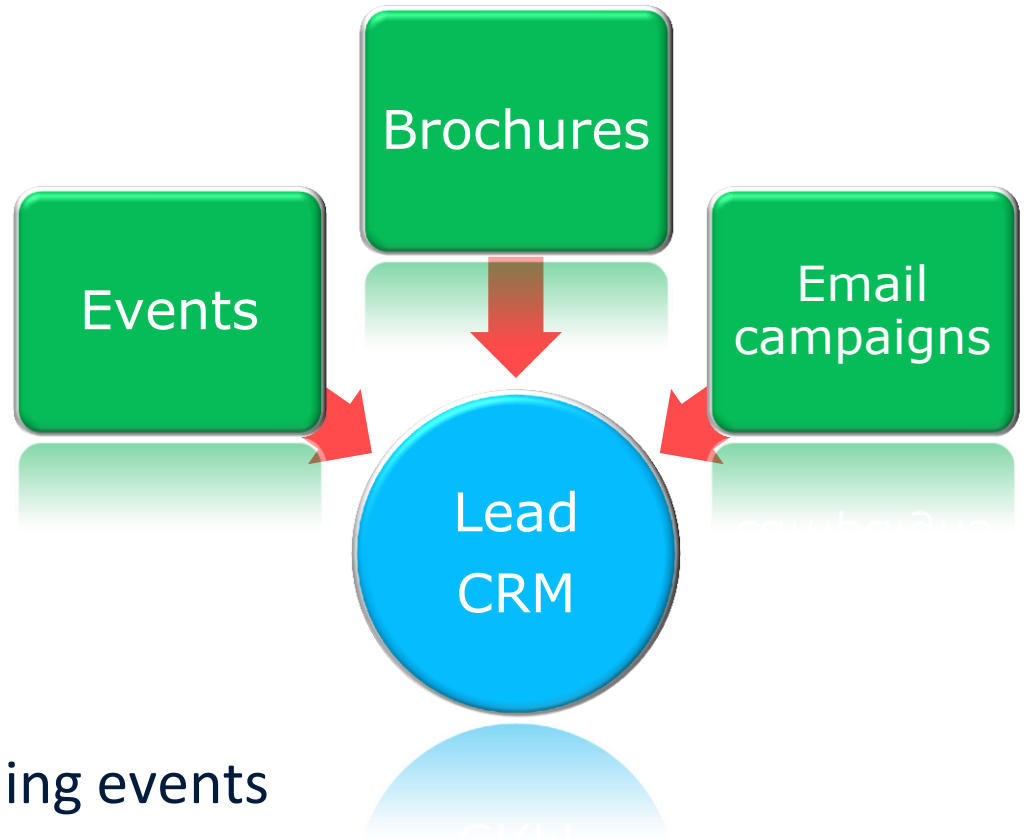 Brochures
Events
Email
campaigns
Lead
CRM
ing events